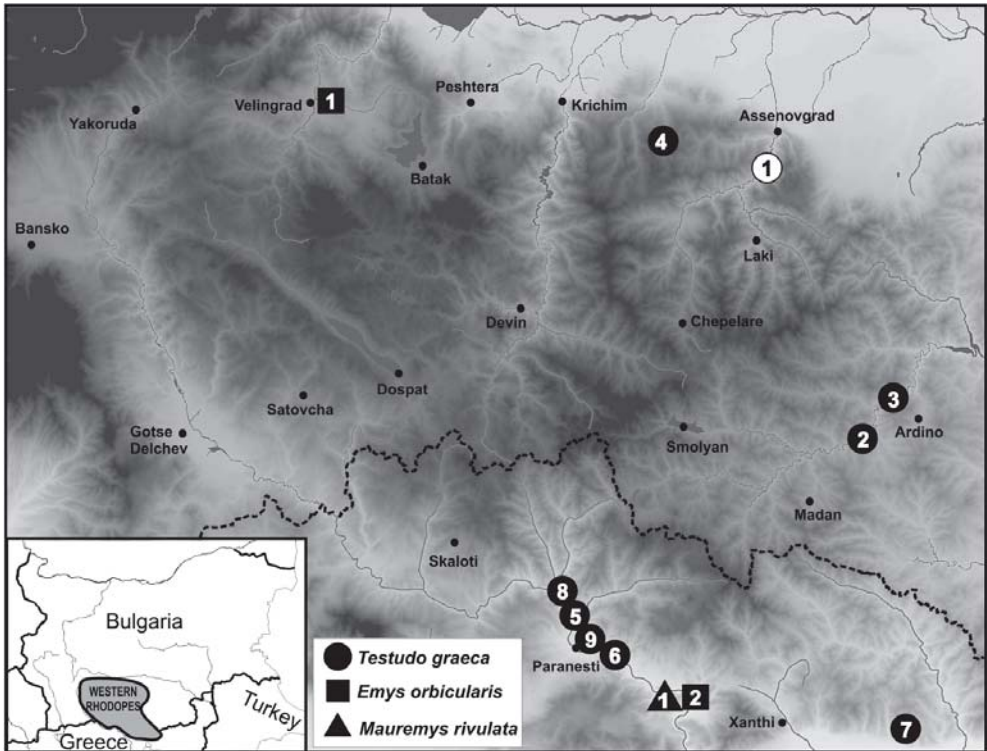 Yakoruda
Velingrad
1
Peshtera
Krichim
Assenovgrad
4
1
Batak
Bansko
Laki
Devin
Chepelare
Dospat
Satovcha
3
Ardino
2
Gotse
Delchev
Smolyan
Madan
Skaloti
8
5
9
6
Paranesti
1
2
Xanthi
7
Bulgaria
WESTERN
RHODOPES
Greece
Turkey
Testudo graeca
Emys orbicularis
Mauremys rivulata